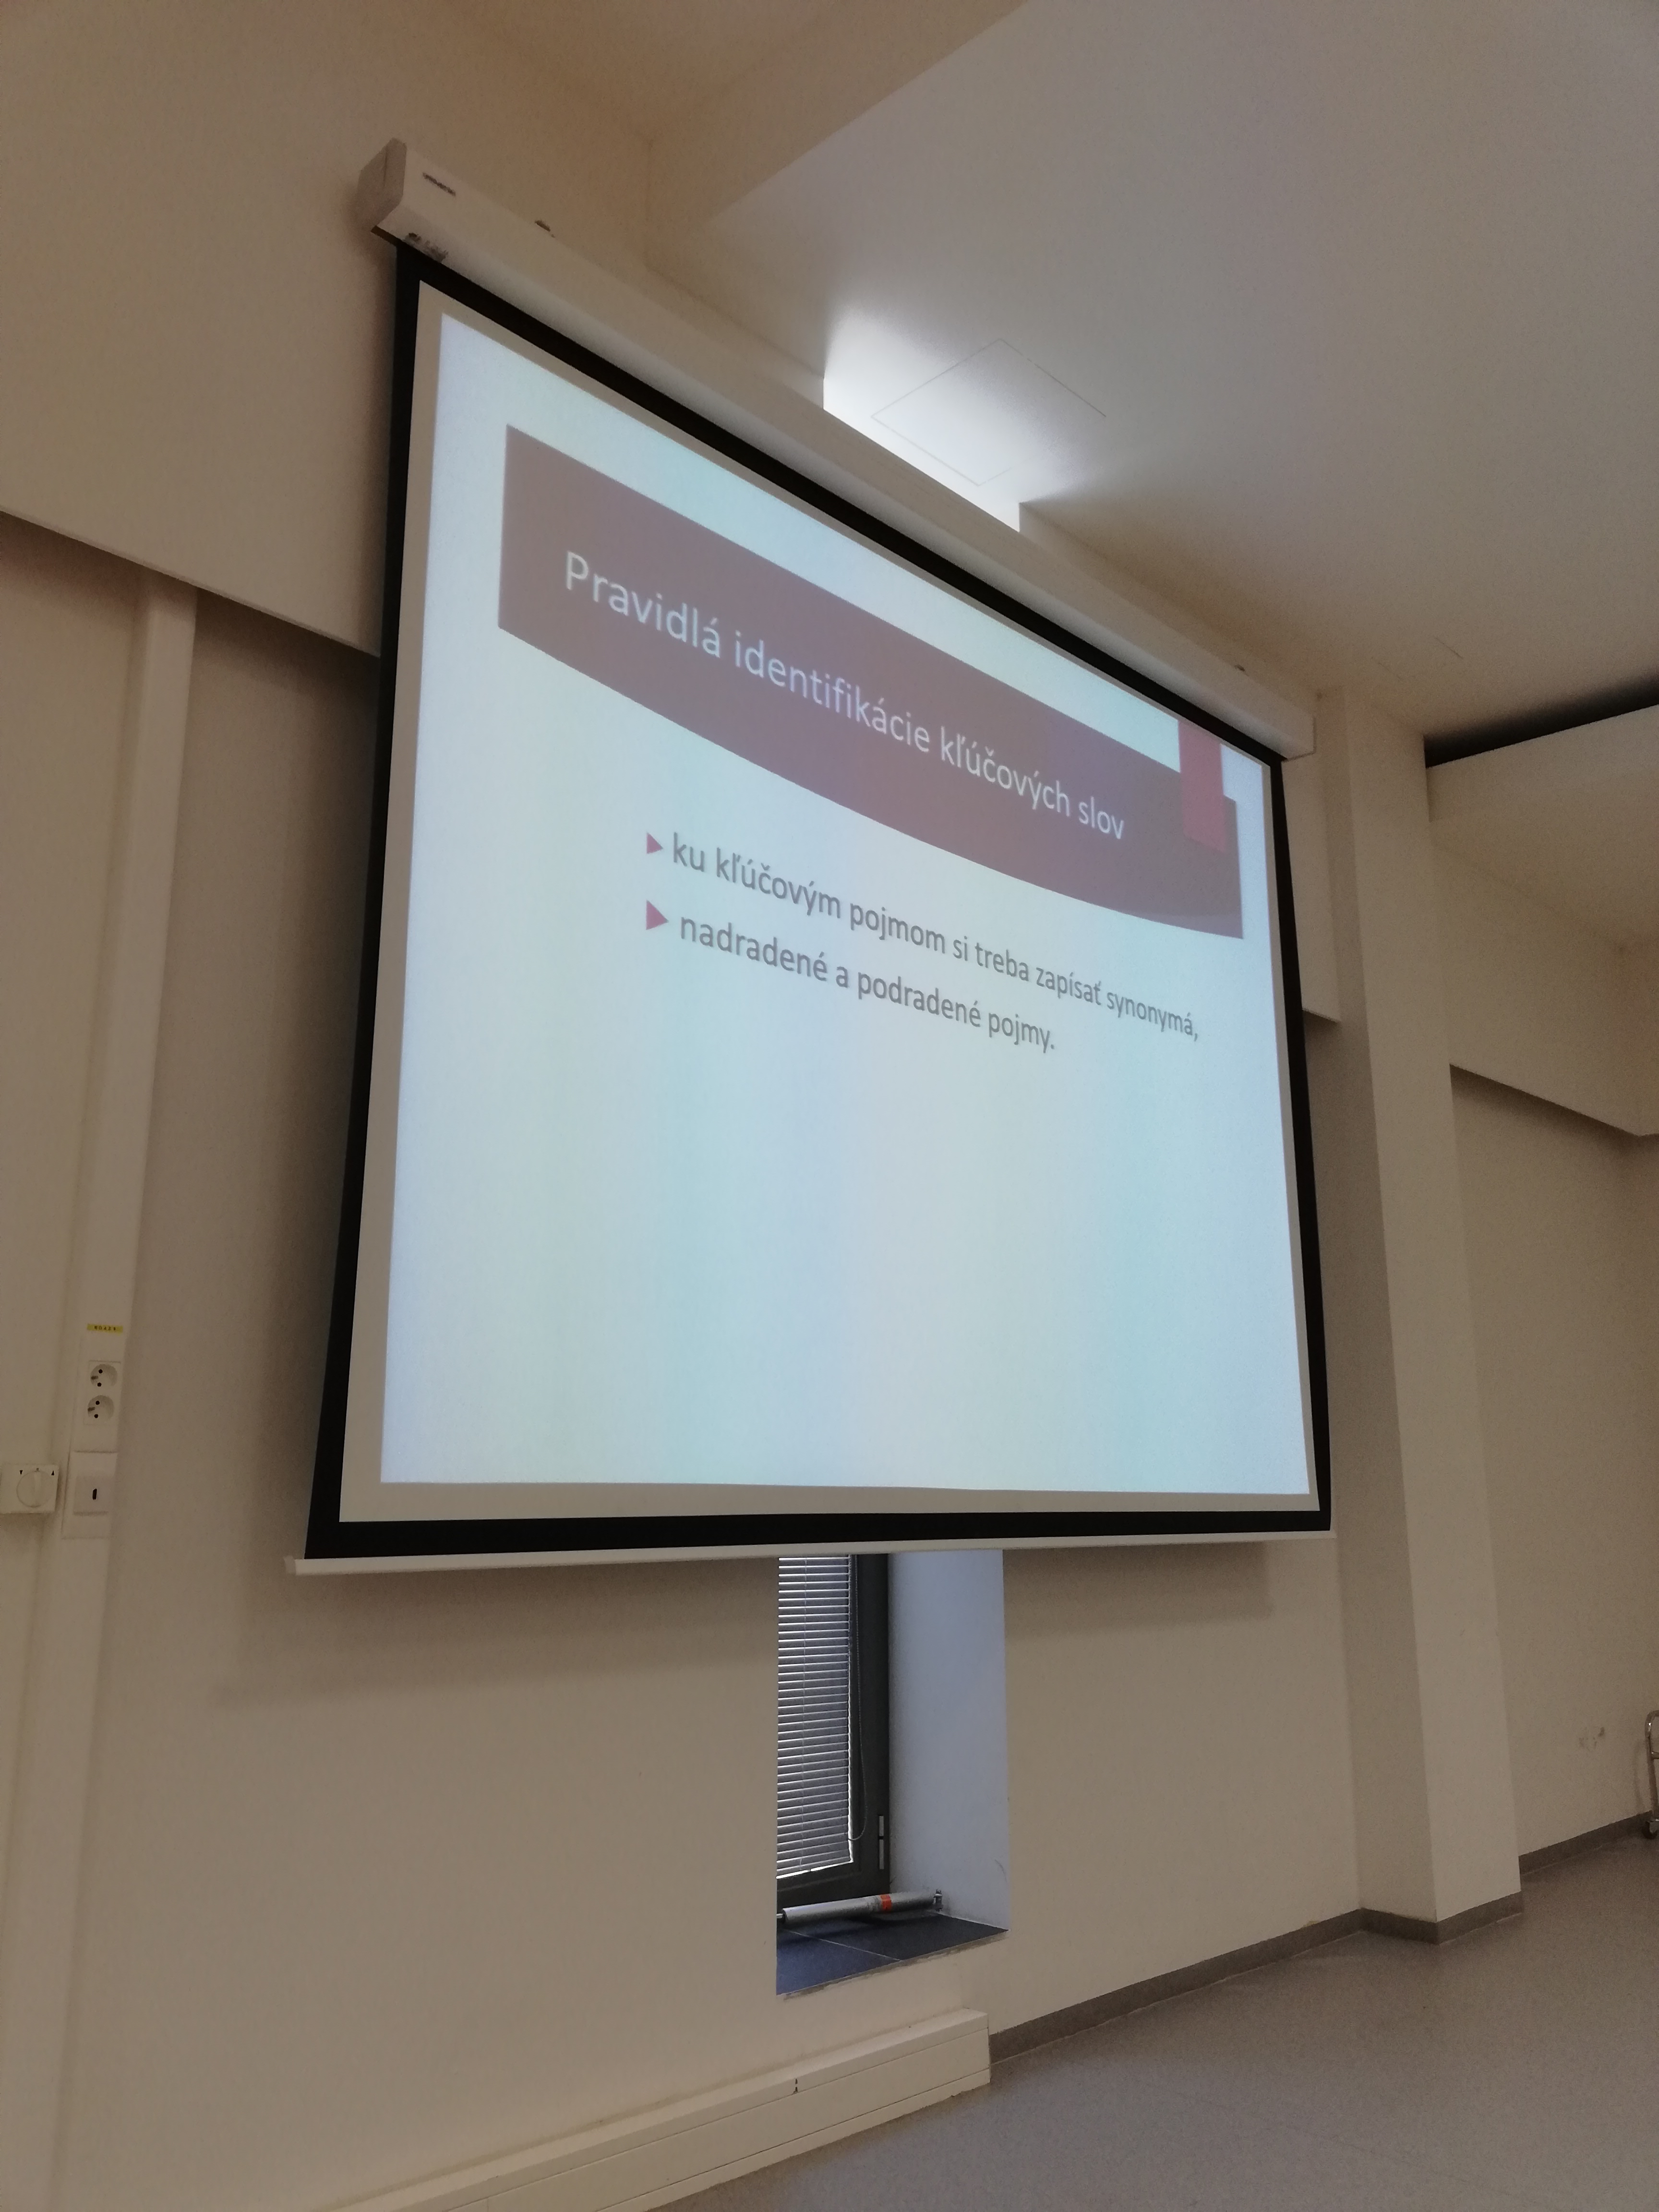 Pravidlá identifikácie kľúčových slov
ku kľúčovým pojmom si treba zapísať synonymá,
nadradené a podradené pojmy.